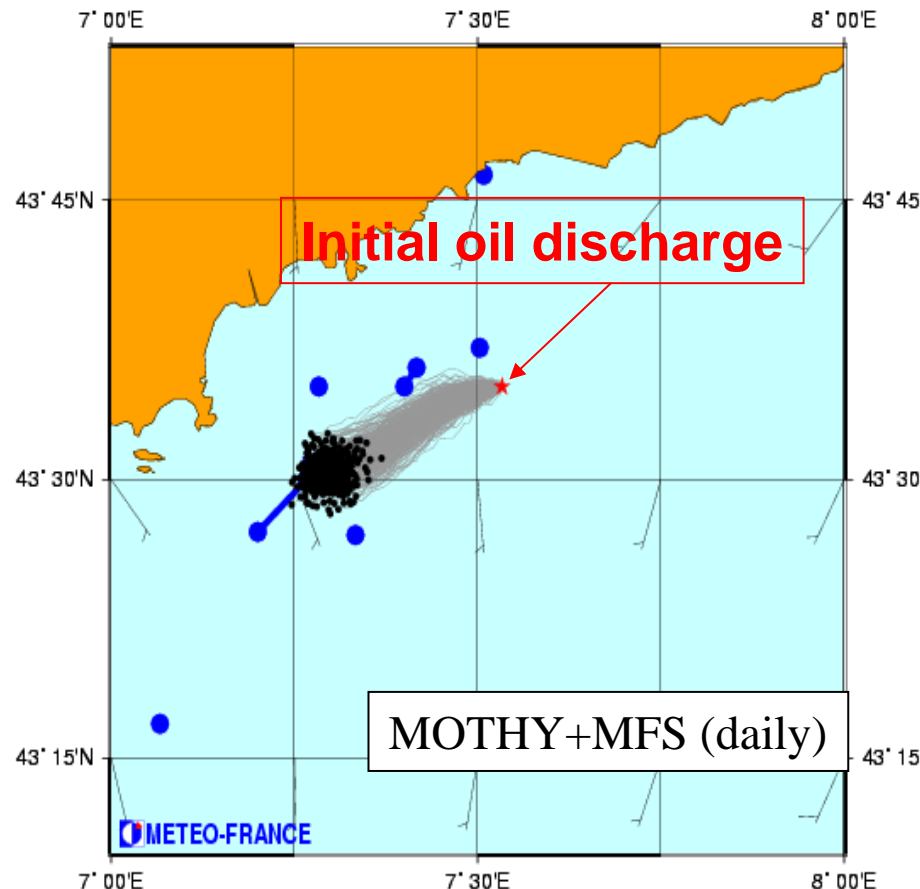 7° 00'E 7° 30'E 8° 00'E
43° 45'N 43° 45
Initial oil discharge
43° 30'N 43° 30
MOTHY+MFS (daily)
43° 15'N 43° 15
METEO-FRANCE
7° 00'E 7° 30'E 8° 00'E